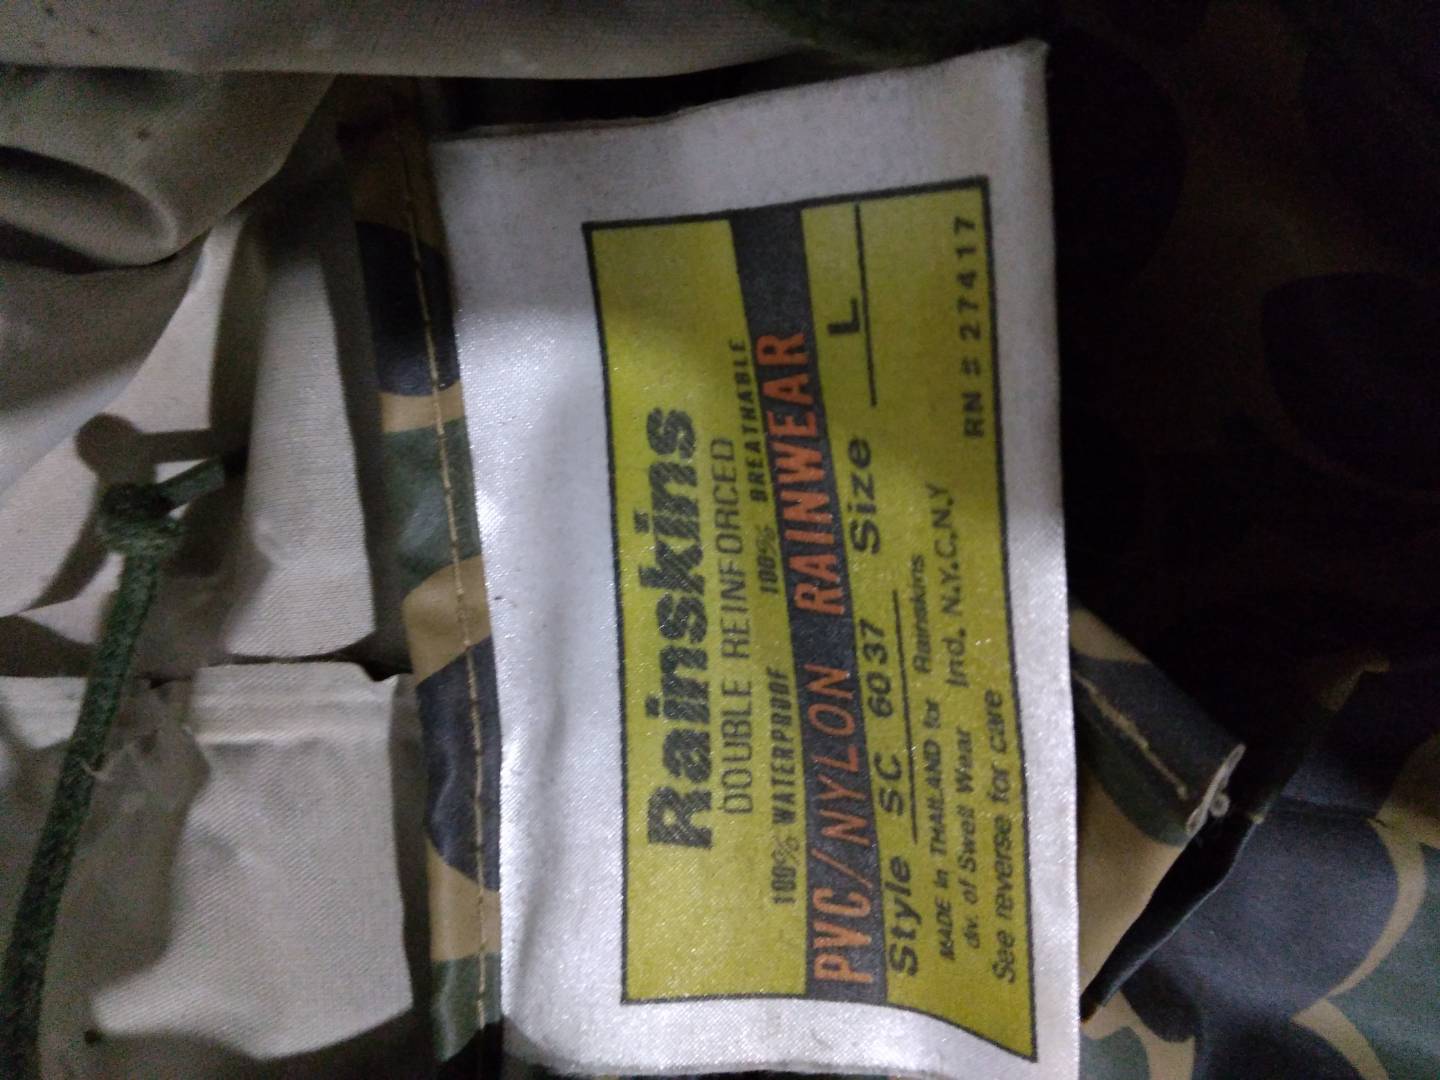 Rainskins
DOUBLE REINFORCED
100% WATERPROOF 100% BREATHABLE
PVC/NYLON RAINWEAR
Style SC 6037 Size L
MADE in THAILAND for Rainskins
div. of Swell Wear Ind. N.Y.C.N.Y
See reverse for care RN # 27417